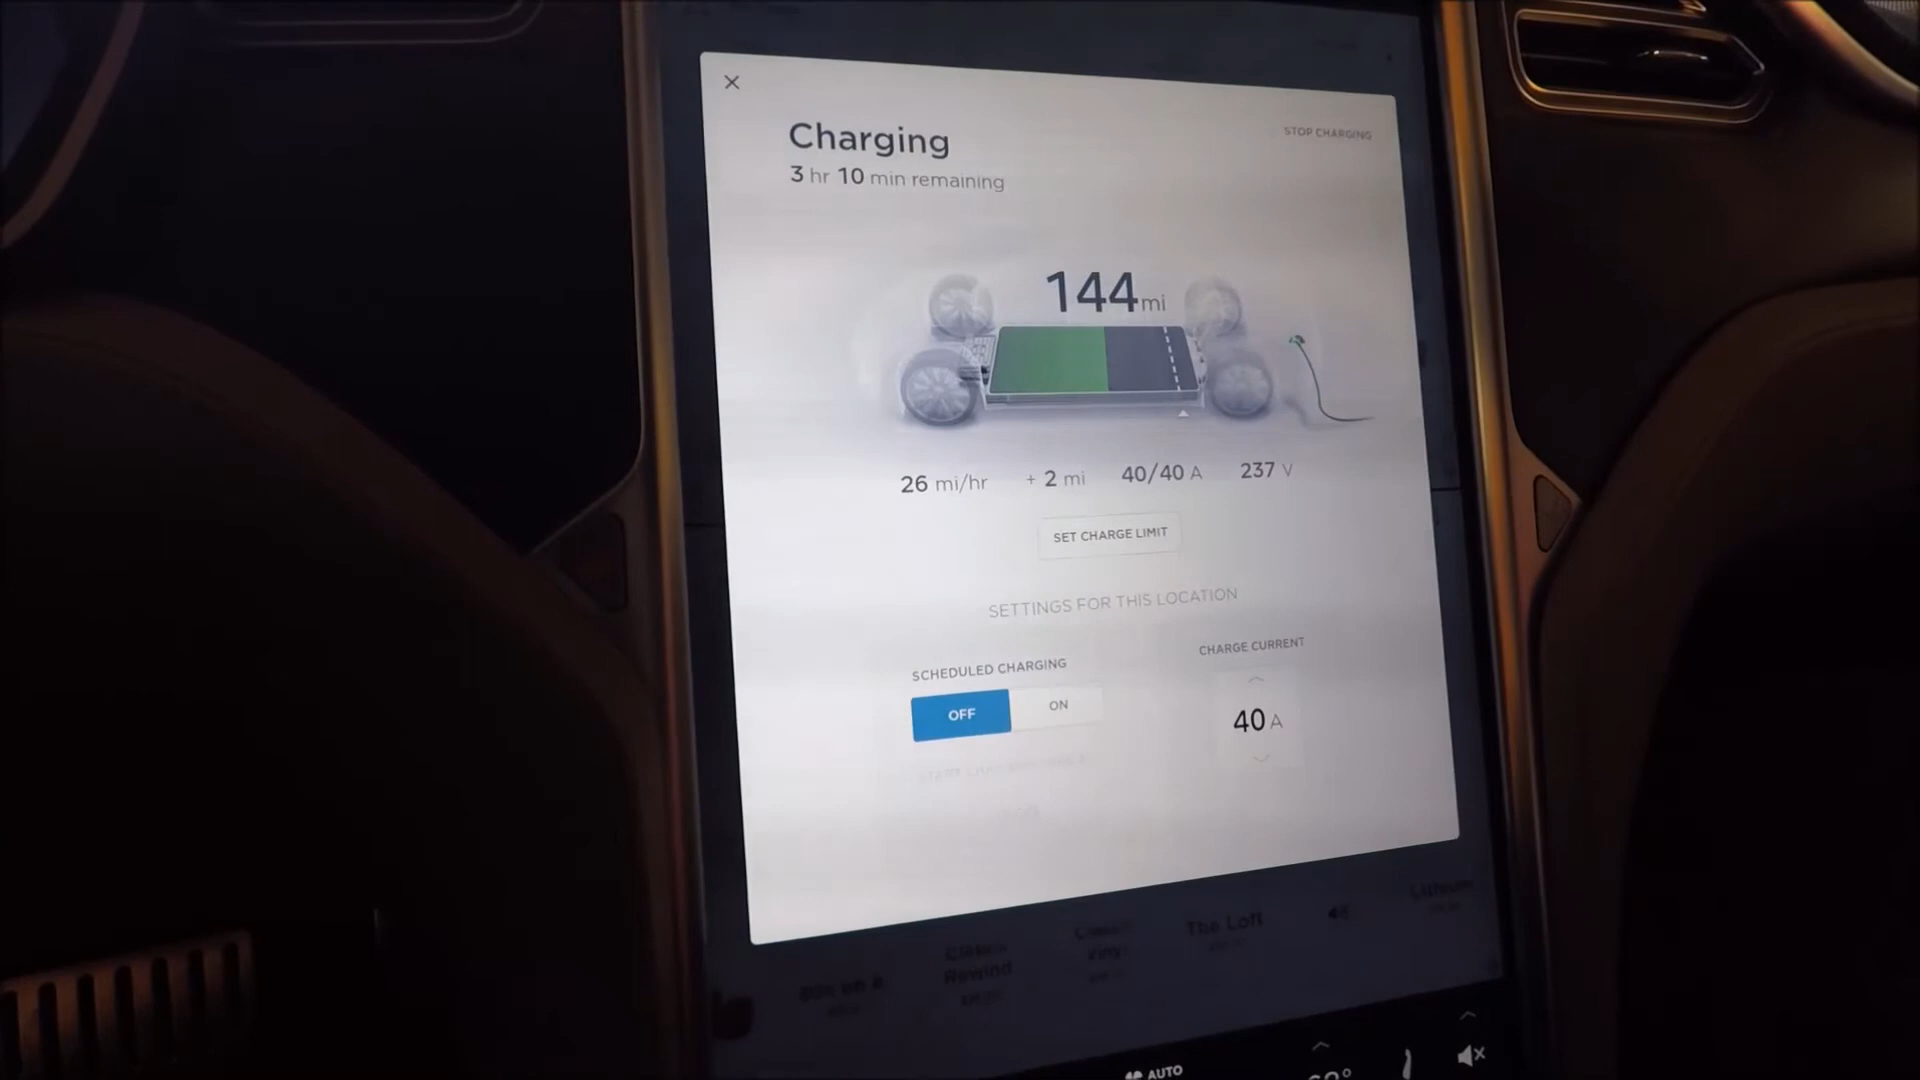 Charging
STOP CHARGING
3 hr 10 min remaining
144 mi
26 mi/hr + 2 mi 40/40 A 237 V
SET CHARGE LIMIT
SETTINGS FOR THIS LOCATION
SCHEDULED CHARGING
CHARGE CURRENT
OFF ON
40 A
The Loft
Rewind
AUTO